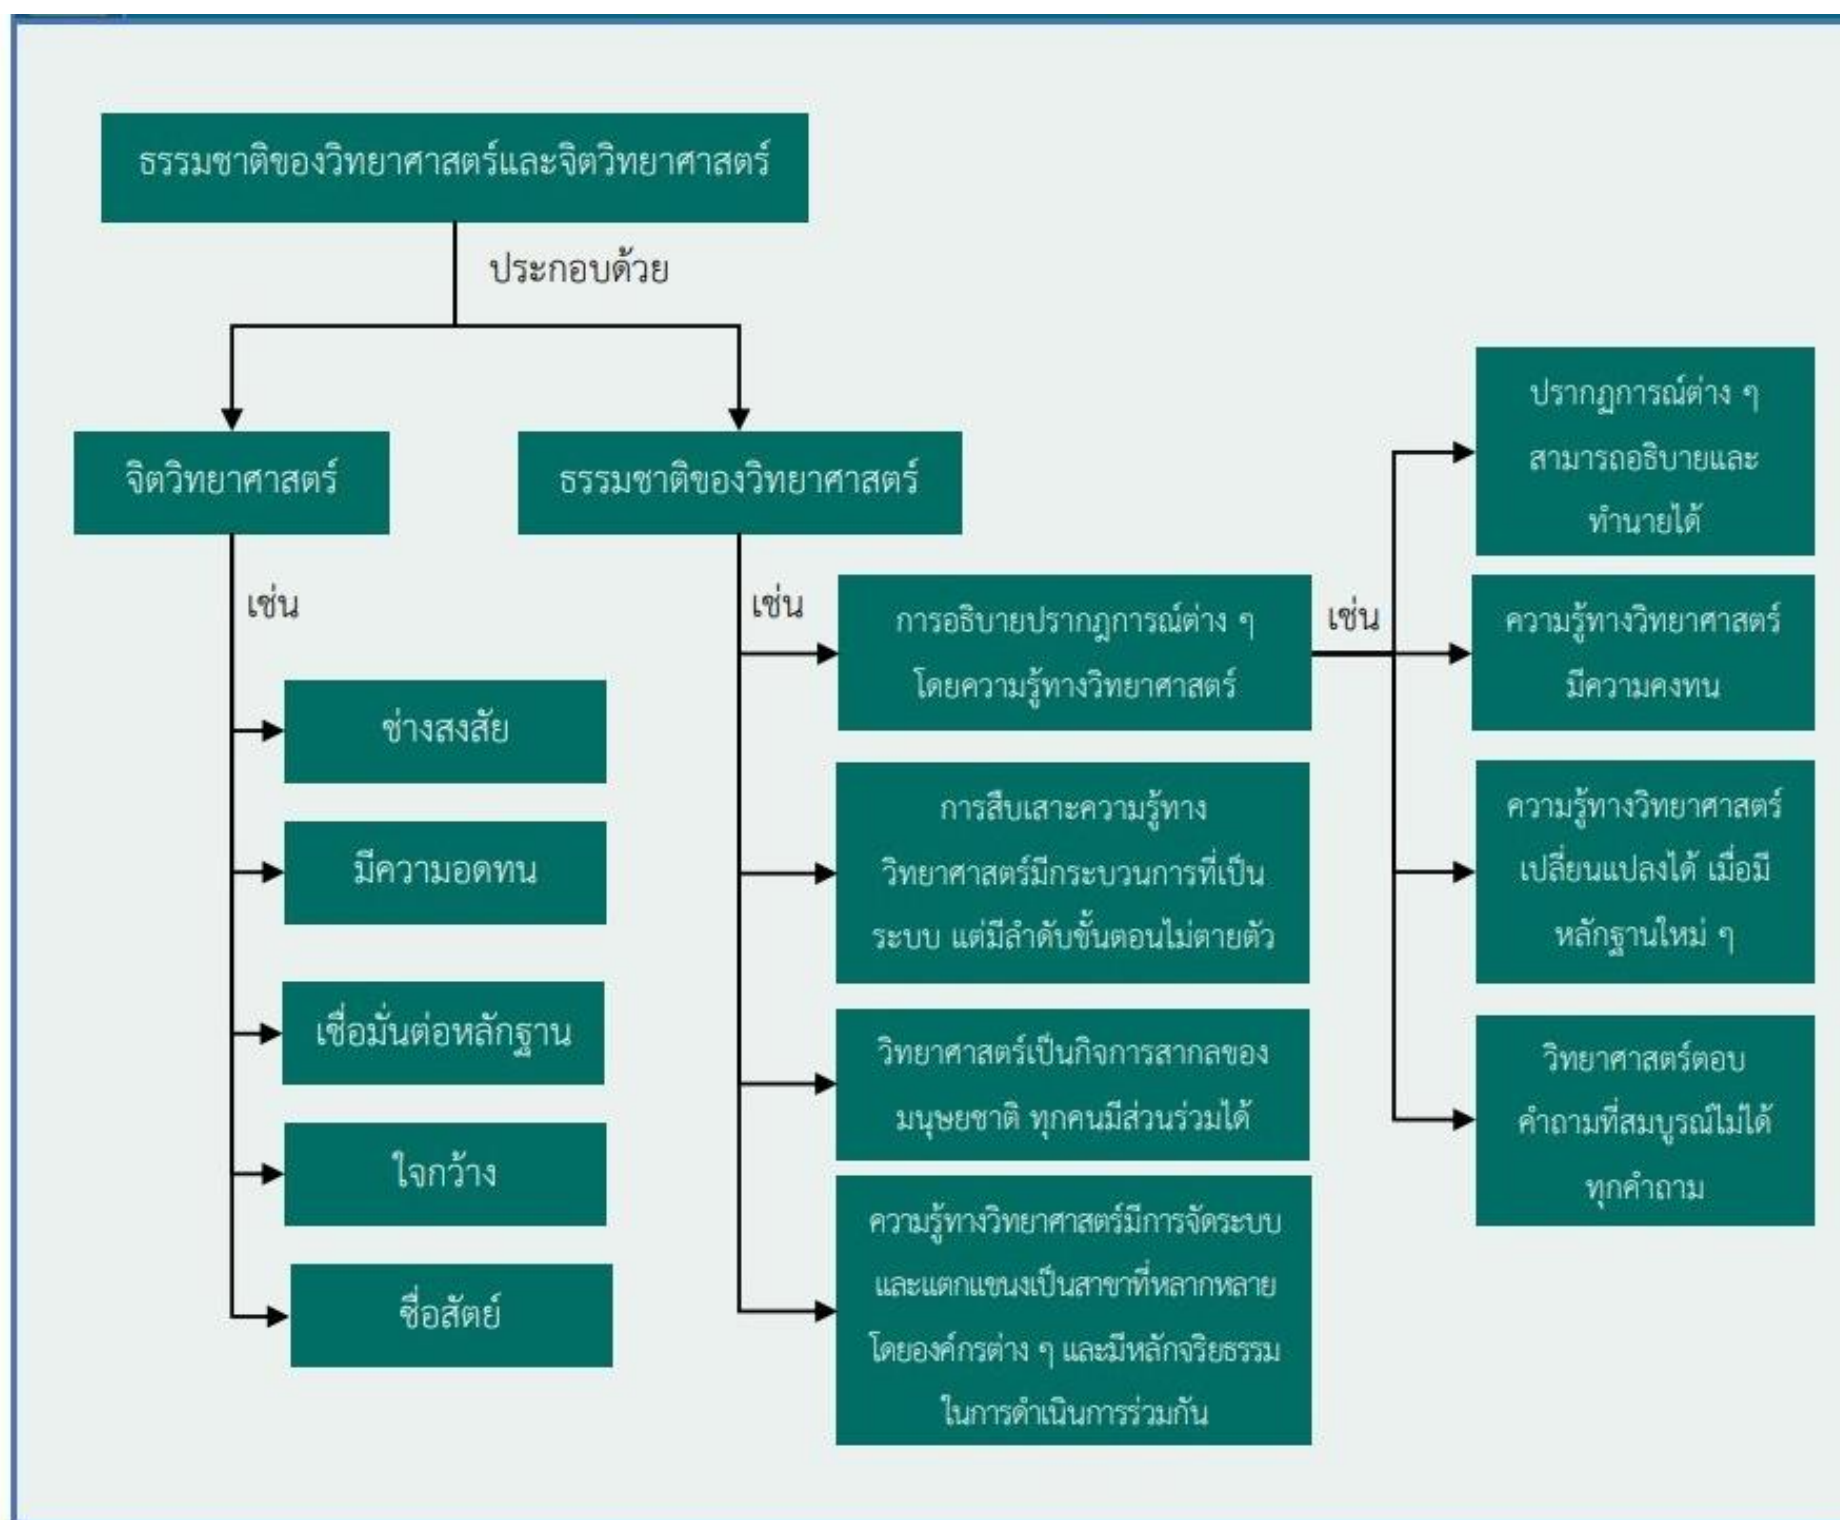 ธรรมชาติของวิทยาศาสตร์และจิตวิทยาศาสตร์
ประกอบด้วย
จิตวิทยาศาสตร์
เช่น
ช่างสงสัย
มีความอดทน
เชื่อมั่นต่อหลักฐาน
ใจกว้าง
ซื่อสัตย์
ธรรมชาติของวิทยาศาสตร์
เช่น
การอธิบายปรากฎการณ์ต่าง ๆ
โดยความรู้ทางวิทยาศาสตร์
การสืบเสาะความรู้ทาง
วิทยาศาสตร์มีกระบวนการที่เป็น
ระบบ แต่มีลำดับขั้นตอนไม่ตายตัว
วิทยาศาสตร์เป็นกิจการสากลของ
มนุษยชาติ ทุกคนมีส่วนร่วมได้
ความรู้ทางวิทยาศาสตร์มีการจัดระบบ
และแตกแขนงเป็นสาขาที่หลากหลาย
โดยองค์กรต่าง ๆ และมีหลักจริยธรรม
ในการดำเนินการร่วมกัน
เช่น
ปรากฏการณ์ต่าง ๆ
สามารถอธิบายและ
ทำนายได้
ความรู้ทางวิทยาศาสตร์
มีความคงทน
ความรู้ทางวิทยาศาสตร์
เปลี่ยนแปลงได้ เมื่อมี
หลักฐานใหม่ ๆ
วิทยาศาสตร์ตอบ
คำถามที่สมบูรณ์ไม่ได้
ทุกคำถาม